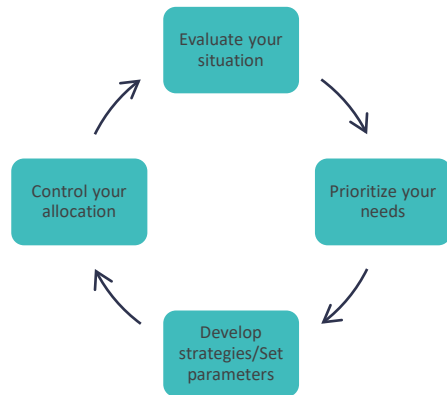 Evaluate your
situation
Prioritize your
needs
Develop
strategies/Set
parameters
Control your
allocation